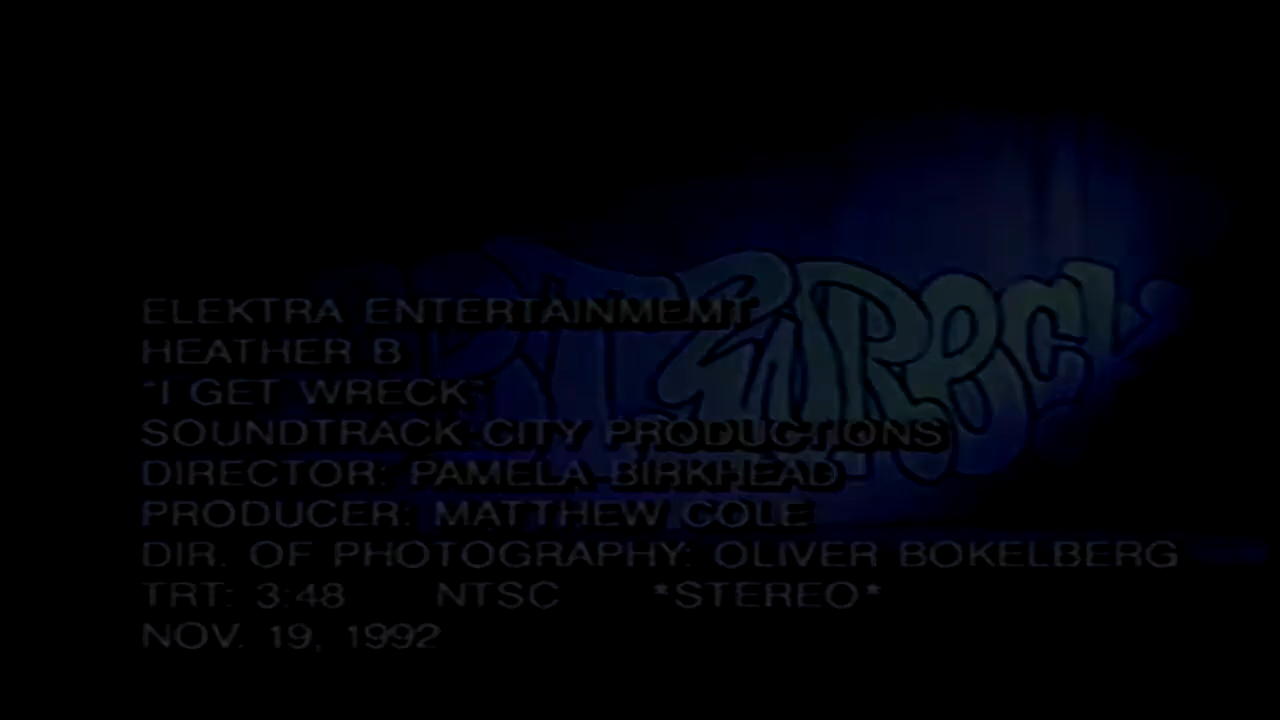 ELEKTRA ENTERTAINMEMT
HEATHER B
"I GET WRECK"
SOUNDTRACK CITY PRODUCTIONS
DIRECTOR: PAMELA BIRKHEAD
PRODUCER: MATTHEW COLE
DIR. OF PHOTOGRAPHY: OLIVER BOKELBERG
TRT: 3:48 NTSC *STEREO*
NOV. 19, 1992